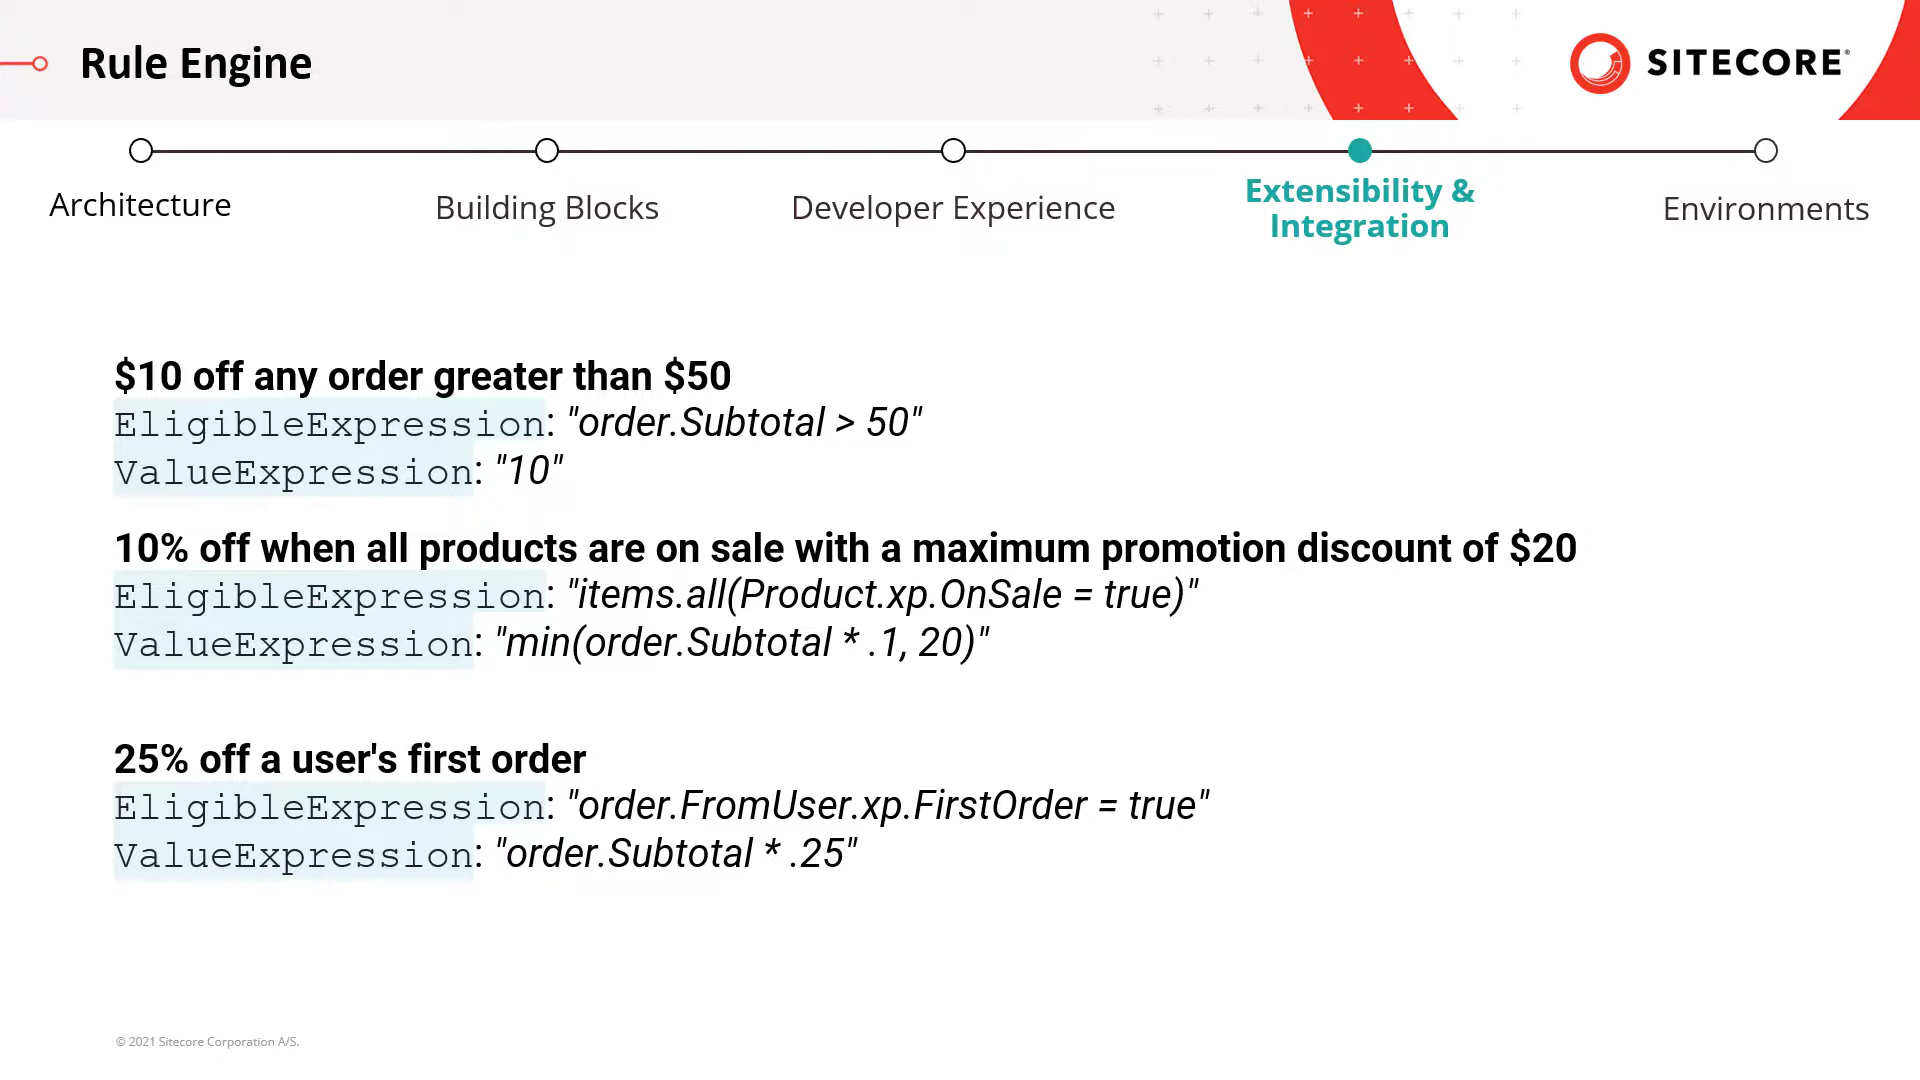 Rule Engine
SITECORE®
Architecture
Building Blocks
Developer Experience
Extensibility &
Integration
Environments
$10 off any order greater than $50
EligibleExpression: "order.Subtotal > 50"
ValueExpression: "10"
10% off when all products are on sale with a maximum promotion discount of $20
EligibleExpression: "items.all(Product.xp.OnSale = true)"
ValueExpression: "min(order.Subtotal * .1, 20)"
25% off a user's first order
EligibleExpression: "order.FromUser.xp.FirstOrder = true"
ValueExpression: "order.Subtotal * .25"
© 2021 Sitecore Corporation A/S.